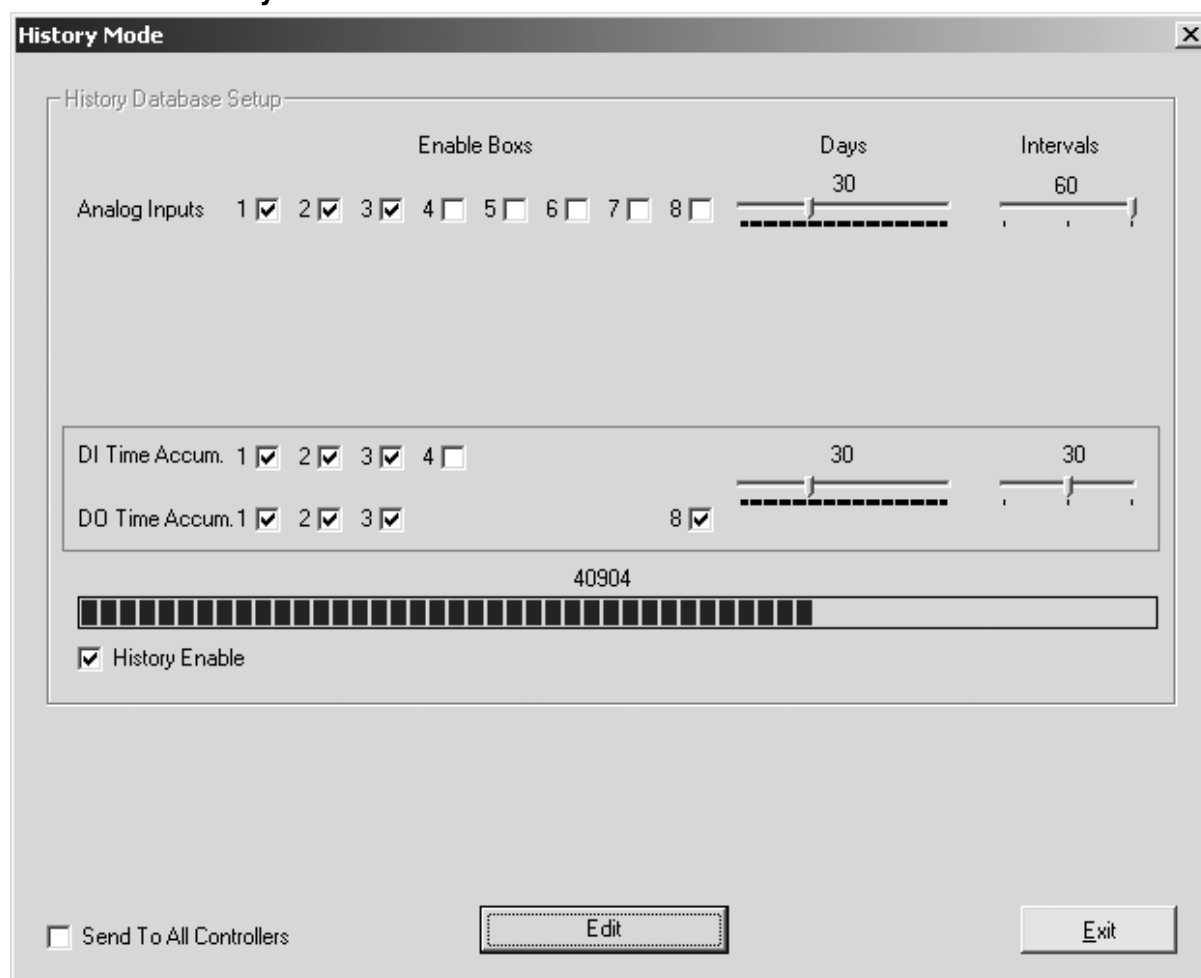 History Mode
History Database Setup
Enable Boxs Days Intervals
30 60
Analog Inputs 1 2 3 4 5 6 7 8
DI Time Accum. 1 2 3 4 30 30
DO Time Accum. 1 2 3 8
40904
History Enable
Send To All Controllers Edit Exit